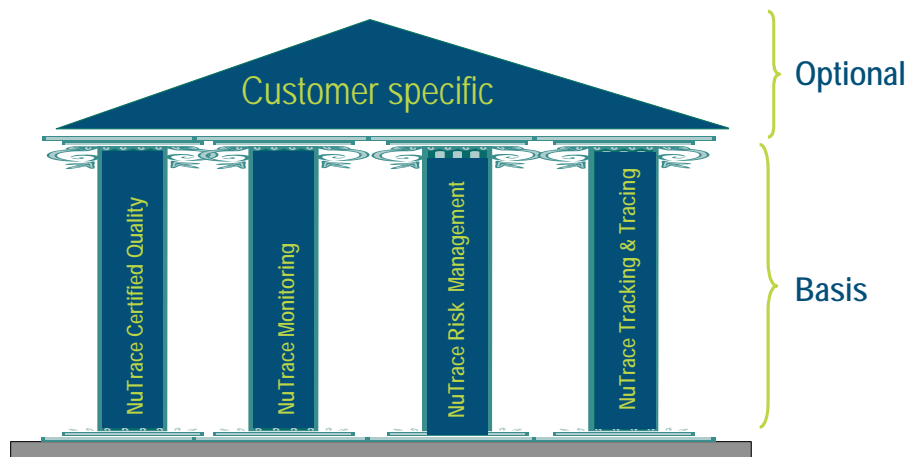 Customer specific
Optional
NuTrace Certified Quality
NuTrace Monitoring
NuTrace Risk Management
NuTrace Tracking & Tracing
Basis